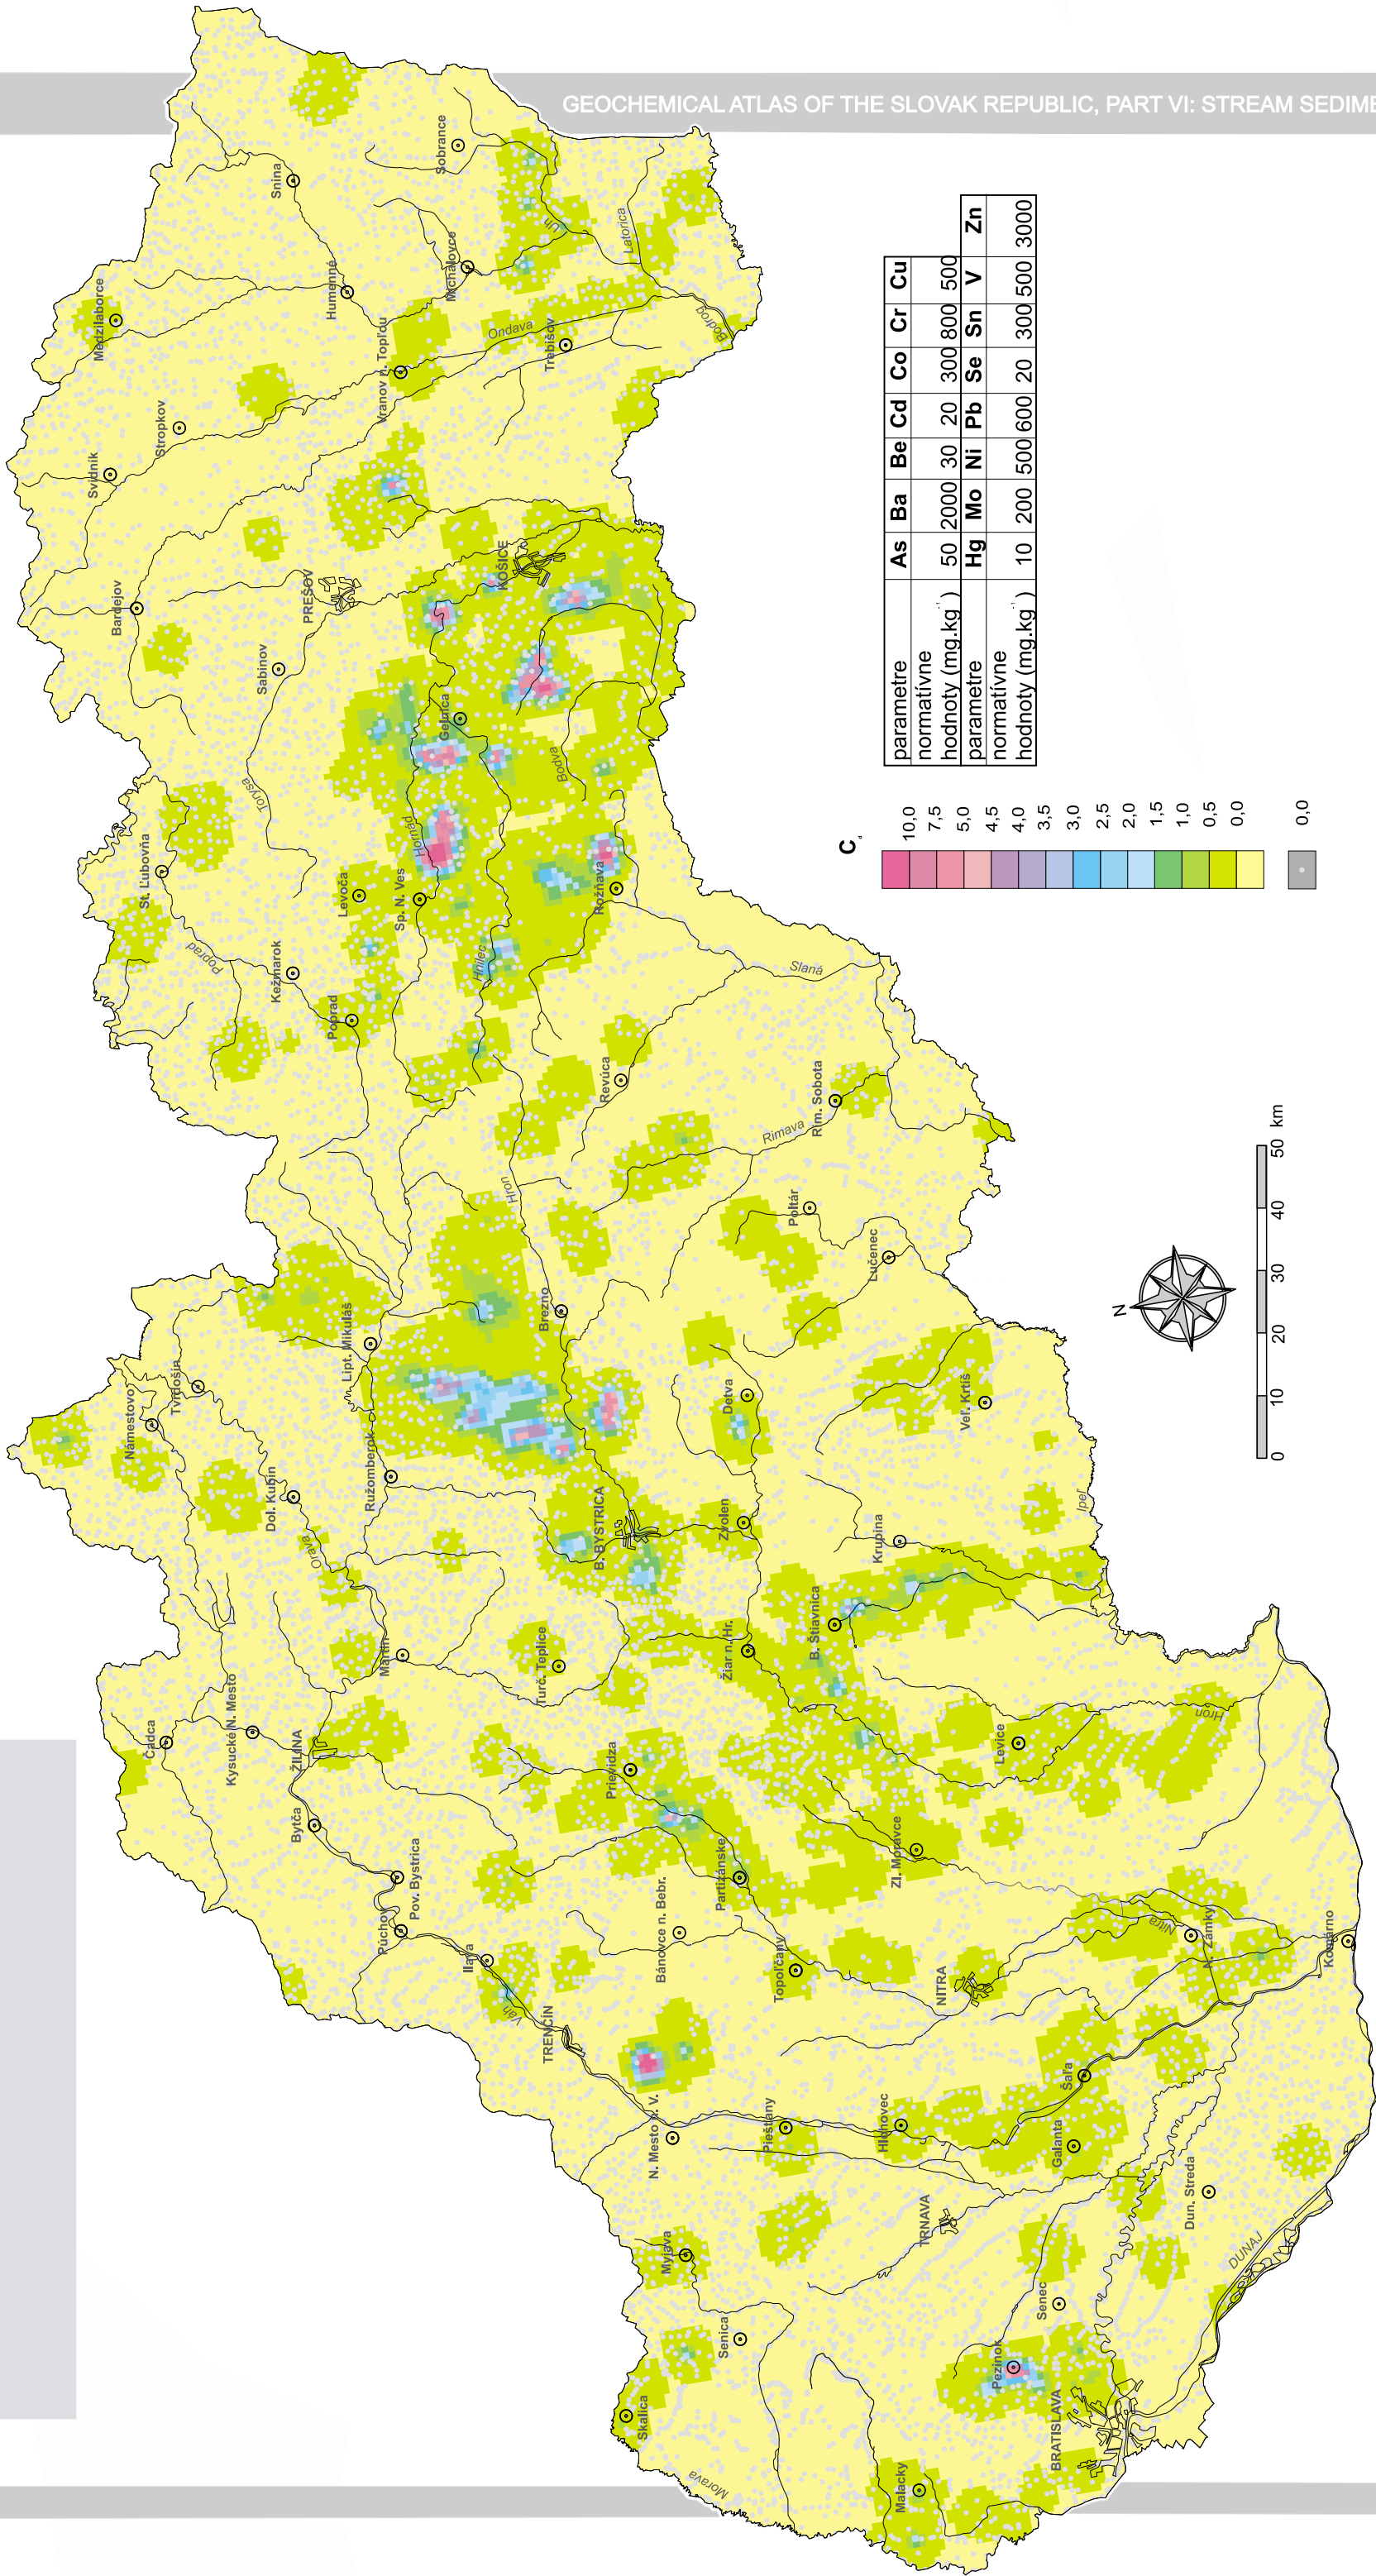 GEOCHEMICAL ATLAS OF THE SLOVAK REPUBLIC, PART VI: STREAM SEDIME
Medzilaborce
Snina
Sobrance
Humenné
Michalovce
Uh
Latorica
Svidník
Stropkov
Vranov n. Topľou
Ondava
Trebišov
Bodrog
Bardejov
PREŠOV
KOŠICE
Sabinov
Gelnica
Bodva
Torysa
Hornád
St. Ľubovňa
Levoča
Sp. N. Ves
Rožňava
Poprad
Kežmarok
Hnilec
Slaná
Poprad
Revúca
Rim. Sobota
Rimava
Hron
Poltár
Lučenec
Brezno
Lipt. Mikuláš
Tvrdošín
Námestovo
Detva
Veľ. Krtíš
Ružomberok
Dol. Kubín
Orava
B. BYSTRICA
Zvolen
Krupina
Ipeľ
Martin
Turč. Teplice
Žiar n. Hr.
B. Štiavnica
Čadca
Kysucké N. Mesto
ŽILINA
Bytča
Prievidza
Levice
Hron
Pov. Bystrica
Púchov
Partizánske
Zl. Moravce
Ilava
Váh
Bánovce n. Bebr.
Topoľčany
NITRA
Nitra
N. Zámky
Komárno
TRENČÍN
N. Mesto n. V.
Piešťany
Hlohovec
Šaľa
Galanta
Dun. Streda
DUNAJ
Myjava
TRNAVA
Senica
Senec
Pezinok
BRATISLAVA
Skalica
Morava
Malacky
parametre As Ba Be Cd Co Cr Cu
normatívne
hodnoty (mg.kg⁻¹) 50 2000 30 20 300 800 500
parametre Hg Mo Ni Pb Se Sn V Zn
normatívne
hodnoty (mg.kg⁻¹) 10 200 500 600 20 300 500 3000
C d
10,0
7,5
5,0
4,5
4,0
3,5
3,0
2,5
2,0
1,5
1,0
0,5
0,0
0,0
N
0 10 20 30 40 50 km